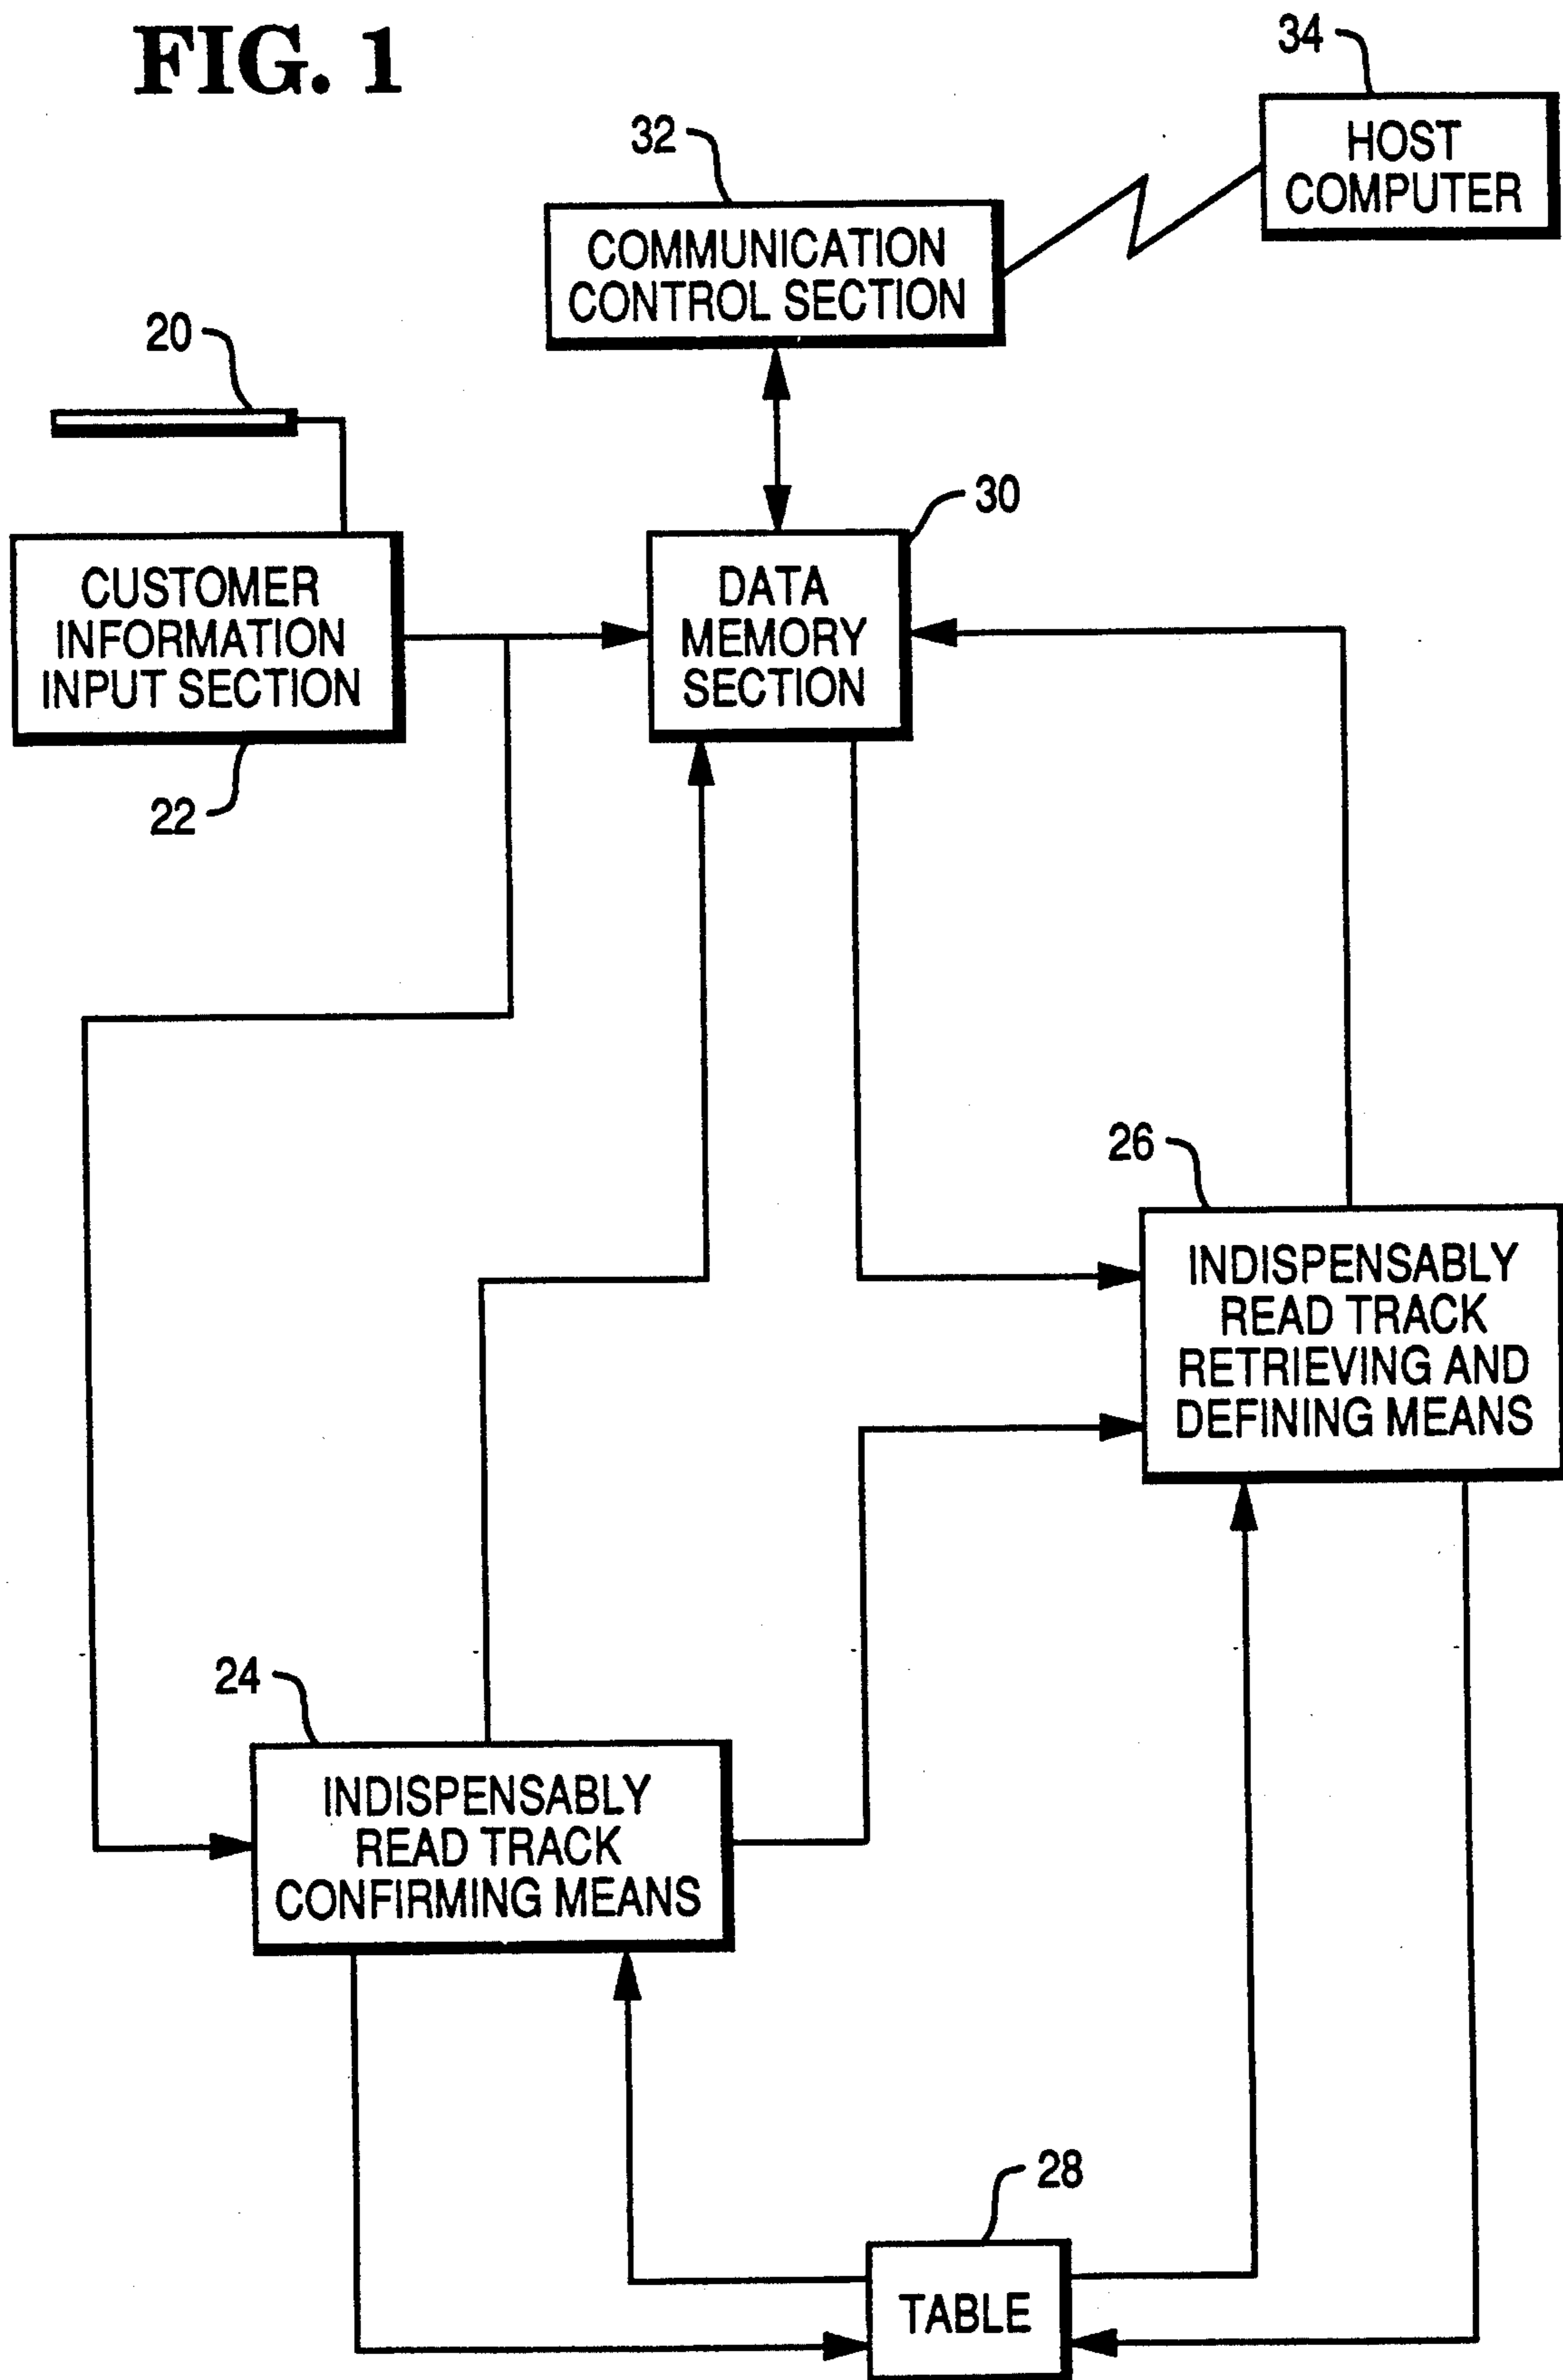 FIG. 1
34
HOST
COMPUTER
32
COMMUNICATION
CONTROL SECTION
20
30
CUSTOMER
INFORMATION
INPUT SECTION
22
DATA
MEMORY
SECTION
26
INDISPENSABLY
READ TRACK
RETRIEVING AND
DEFINING MEANS
24
INDISPENSABLY
READ TRACK
CONFIRMING MEANS
28
TABLE